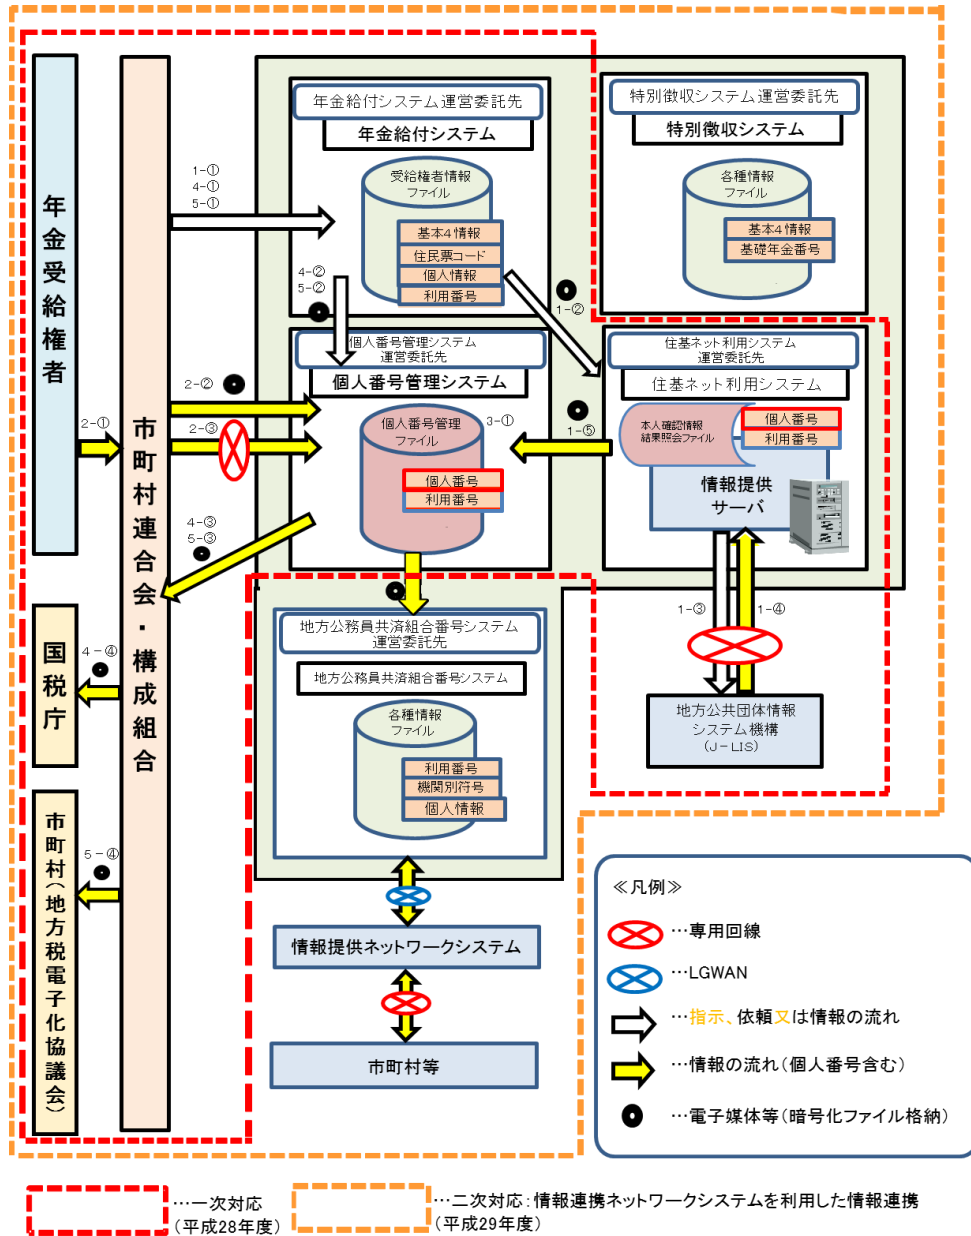 年金受給権者
国税庁
市町村(地方税電子化協議会)
市町村連合会・構成組合
1-①
4-①
5-①
年金給付システム運営委託先
年金給付システム
受給権者情報
ファイル
基本4情報
住民票コード
個人情報
利用番号
特別徴収システム運営委託先
特別徴収システム
各種情報
ファイル
基本4情報
基礎年金番号
4-②
5-②
1-②
個人番号管理システム
運営委託先
個人番号管理システム
個人番号管理
ファイル
3-①
個人番号
利用番号
住基ネット利用システム
運営委託先
住基ネット利用システム
本人確認情報
結果照会ファイル
個人番号
利用番号
情報提供
サーバ
2-①
2-②
2-③
1-⑤
4-③
5-③
1-③
1-④
4-④
5-④
地方公務員共済組合番号システム
運営委託先
地方公務員共済組合番号システム
各種情報
ファイル
利用番号
機関別符号
個人情報
地方公共団体情報
システム機構
(J-LIS)
情報提供ネットワークシステム
市町村等
≪凡例≫
…専用回線
…LGWAN
…指示、依頼又は情報の流れ
…情報の流れ(個人番号含む)
…電子媒体等(暗号化ファイル格納)
…一次対応
(平成28年度)
…二次対応:情報連携ネットワークシステムを利用した情報連携
(平成29年度)